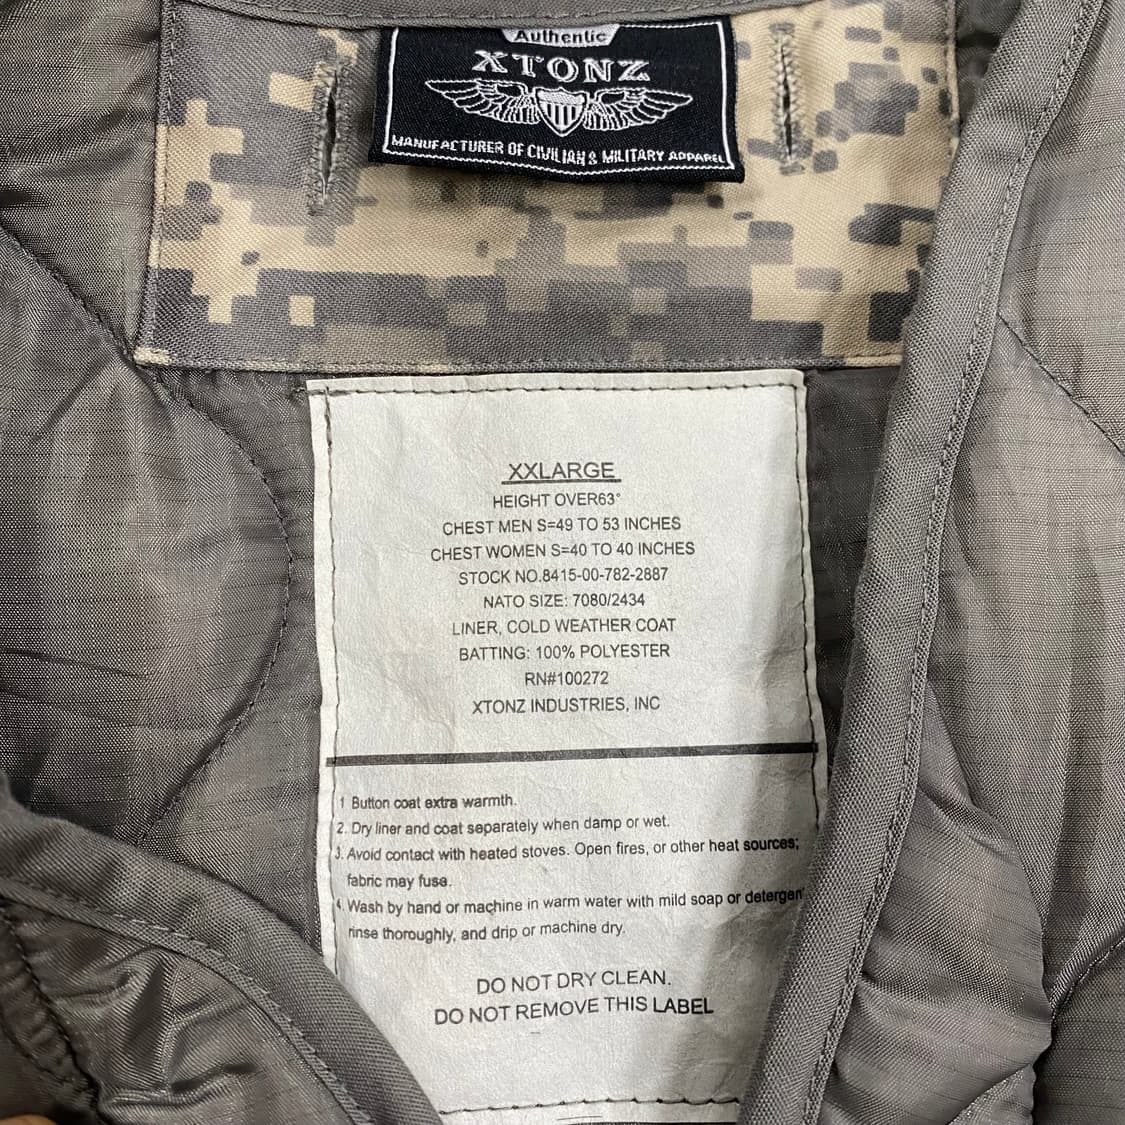 Authentic
XTONZ
MANUFACTURER OF CIVILIAN & MILITARY APPAREL
XXLARGE
HEIGHT OVER63°
CHEST MEN S=49 TO 53 INCHES
CHEST WOMEN S=40 TO 40 INCHES
STOCK NO.8415-00-782-2887
NATO SIZE: 7080/2434
LINER, COLD WEATHER COAT
BATTING: 100% POLYESTER
RN#100272
XTONZ INDUSTRIES, INC
1 Button coat extra warmth.
2. Dry liner and coat separately when damp or wet.
3. Avoid contact with heated stoves. Open fires, or other heat sources;
fabric may fuse.
4. Wash by hand or machine in warm water with mild soap or detergen
rinse thoroughly, and drip or machine dry.
DO NOT DRY CLEAN.
DO NOT REMOVE THIS LABEL